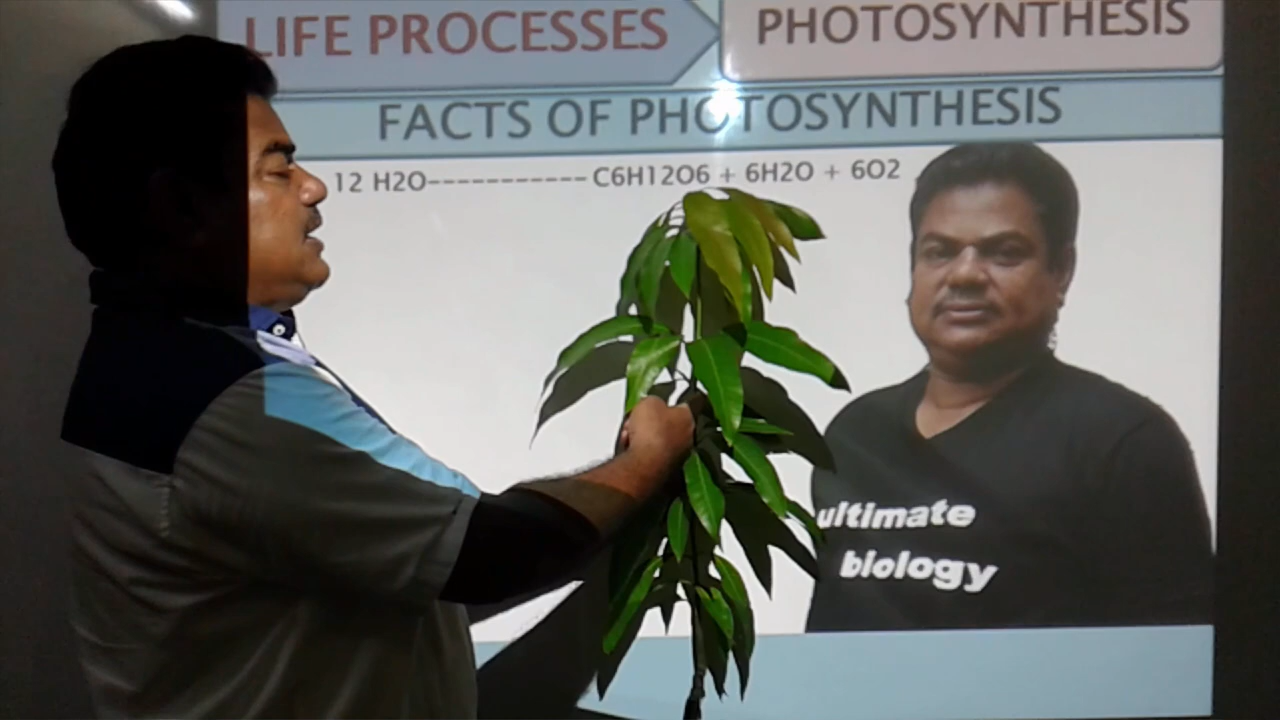 LIFE PROCESSES
PHOTOSYNTHESIS
FACTS OF PHOTOSYNTHESIS
12 H2O-----------C6H12O6 + 6H2O + 6O2
ultimate
biology